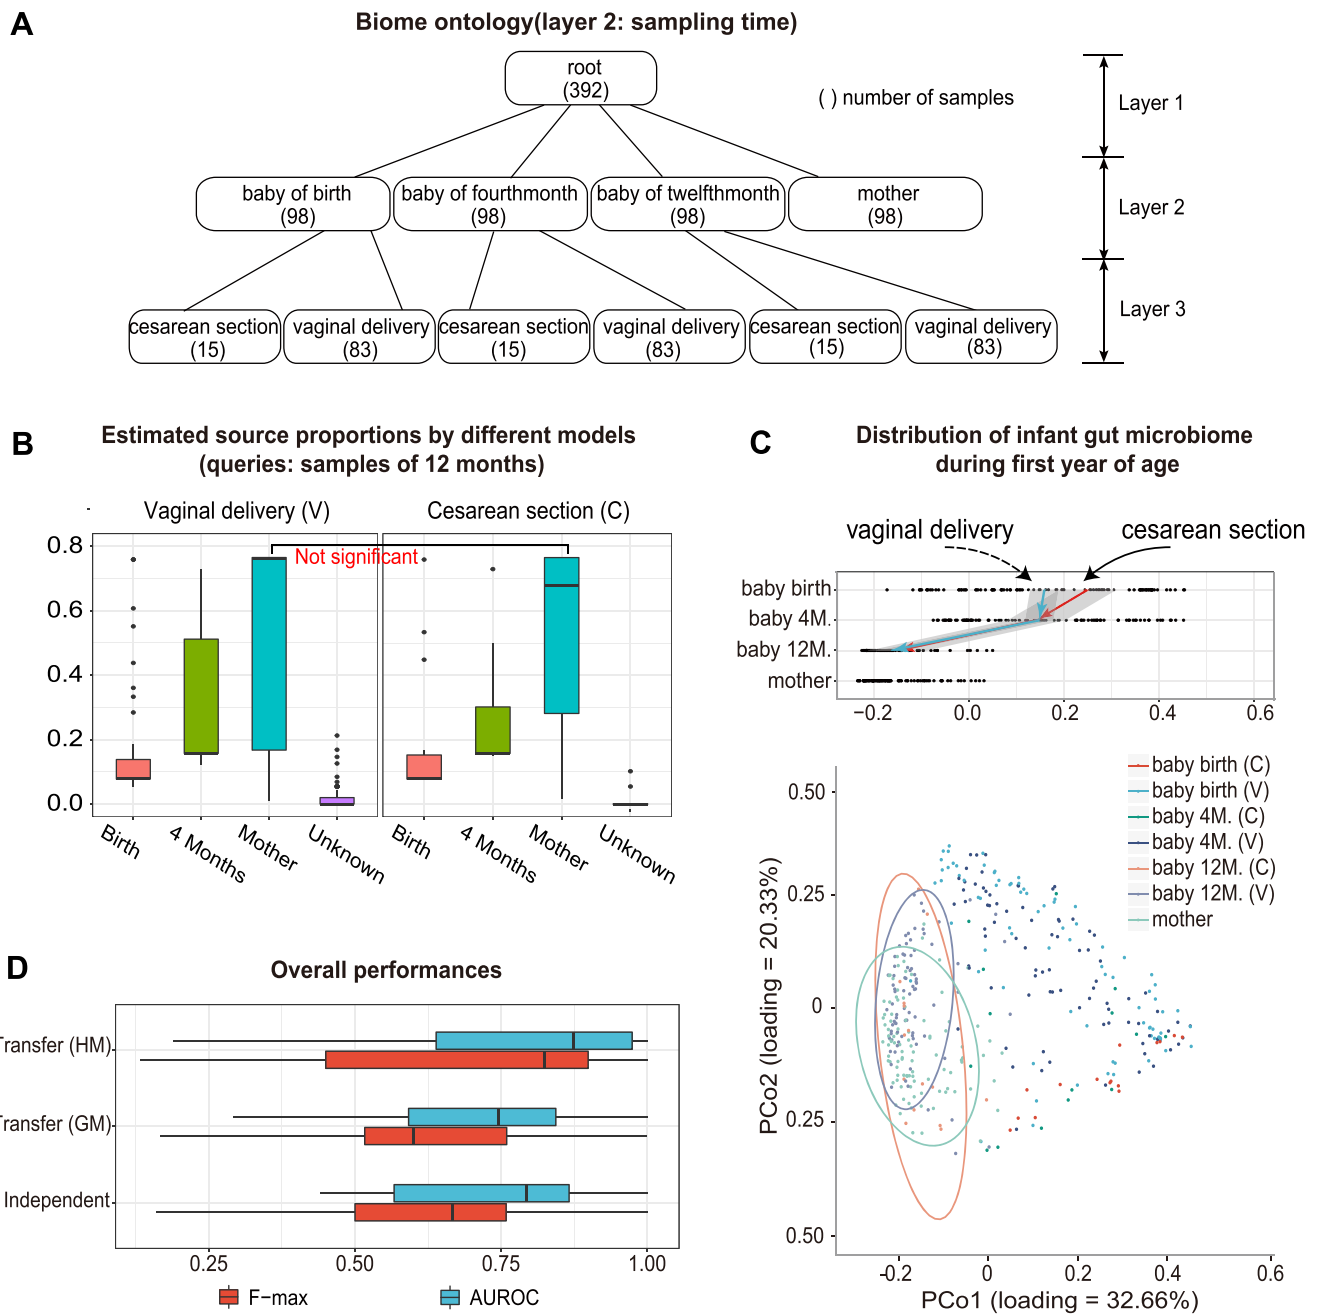 A
Biome ontology(layer 2: sampling time)
root
(392)
( ) number of samples
Layer 1
baby of birth
(98)
baby of fourthmonth
(98)
baby of twelfthmonth
(98)
mother
(98)
Layer 2
cesarean section
(15)
vaginal delivery
(83)
cesarean section
(15)
vaginal delivery
(83)
cesarean section
(15)
vaginal delivery
(83)
Layer 3
B
Estimated source proportions by different models
(queries: samples of 12 months)
Vaginal delivery (V)
Cesarean section (C)
Not significant
0.8
0.6
0.4
0.2
0.0
Birth
4 Months
Mother
Unknown
Birth
4 Months
Mother
Unknown
C
Distribution of infant gut microbiome
during first year of age
vaginal delivery
cesarean section
baby birth
baby 4M.
baby 12M.
mother
−0.2
0.0
0.2
0.4
0.6
baby birth (C)
baby birth (V)
baby 4M. (C)
baby 4M. (V)
baby 12M. (C)
baby 12M. (V)
mother
PCo2 (loading = 20.33%)
0.50
0.25
0
0.25
0.50
-0.2
0
0.2
0.4
0.6
PCo1 (loading = 32.66%)
D
Overall performances
Transfer (HM)
Transfer (GM)
Independent
0.25
0.50
0.75
1.00
F−max
AUROC